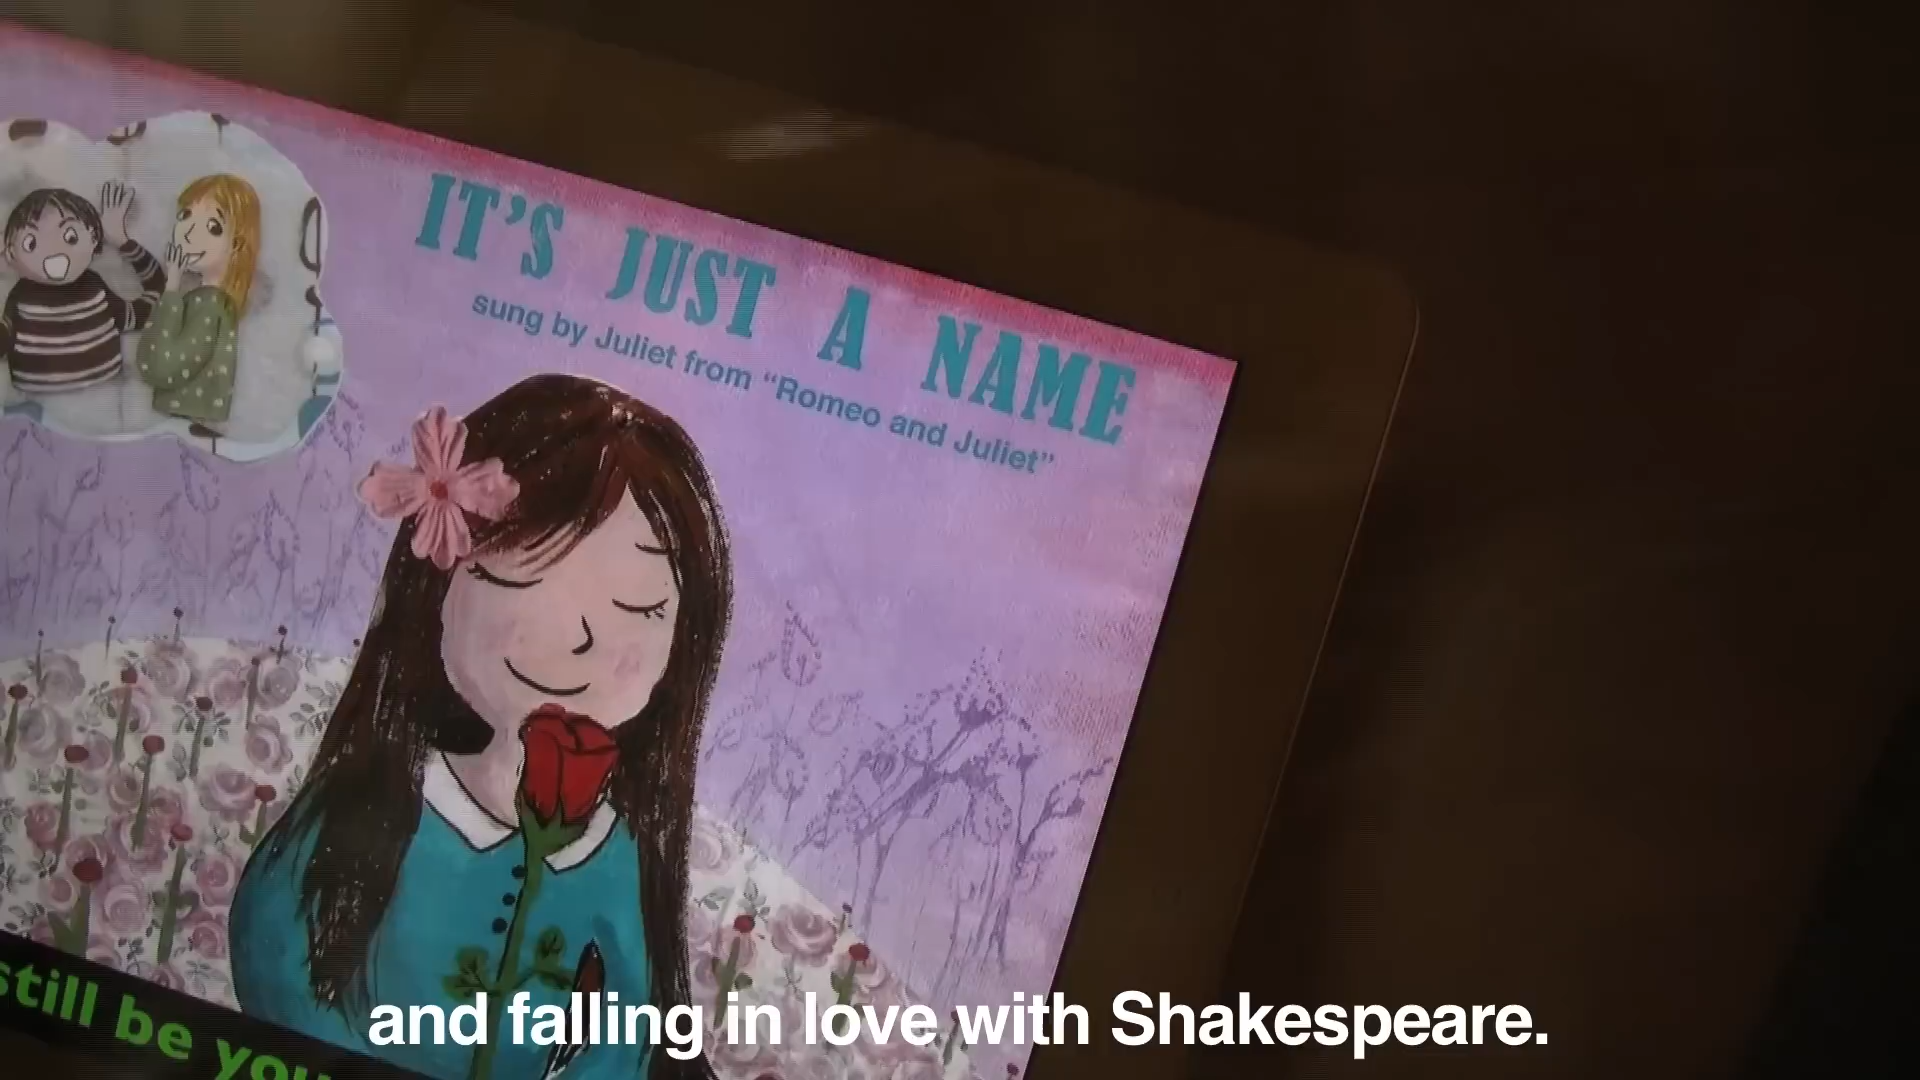 IT'S JUST A NAME
sung by Juliet from “Romeo and Juliet”
still be you
and falling in love with Shakespeare.